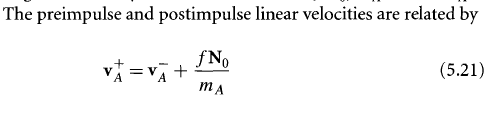 The preimpulse and postimpulse linear velocities are related by
v_A^+ = v_A^- + fN_0 / m_A (5.21)